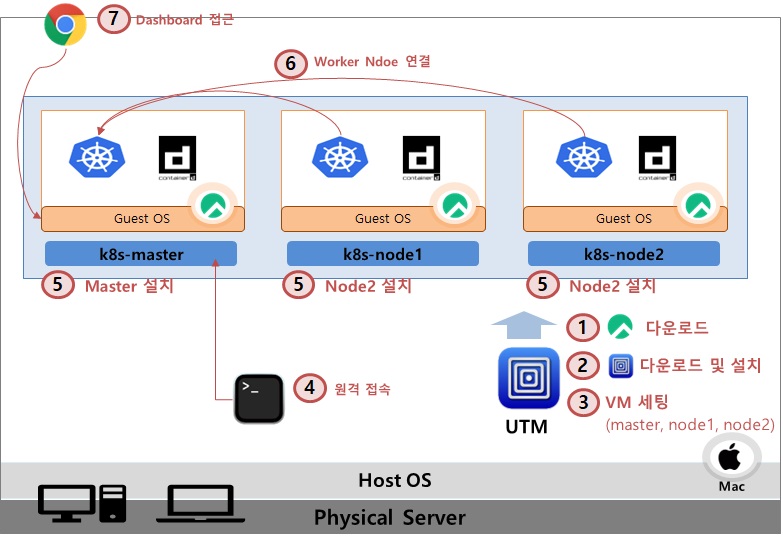 7 Dashboard 접근
6 Worker Ndoe 연결
d container d
d container d
d container d
Guest OS
Guest OS
Guest OS
k8s-master
k8s-node1
k8s-node2
5 Master 설치
5 Node2 설치
5 Node2 설치
1 다운로드
2 다운로드 및 설치
3 VM 세팅
(master, node1, node2)
>_
4 원격 접속
UTM
Mac
Host OS
Physical Server